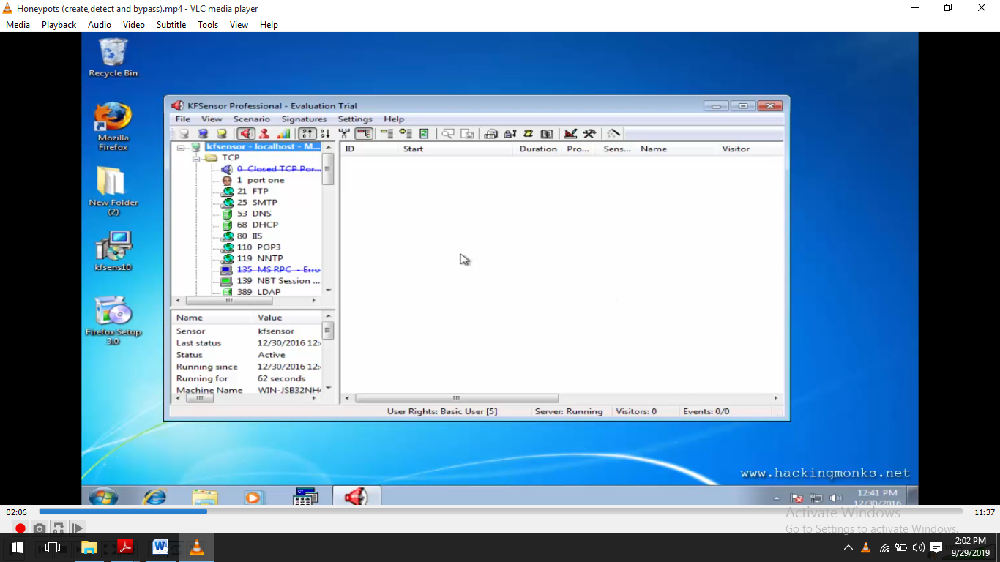 Honeypots (create,detect and bypass).mp4 - VLC media player
Media Playback Audio Video Subtitle Tools View Help
Recycle Bin
Mozilla
Firefox
New Folder
(2)
kfsens10
Firefox Setup
3.0
KFSensor Professional - Evaluation Trial
File View Scenario Signatures Settings Help
kfsensor - localhost - M...
TCP
0 Closed TCP Por...
1 port one
21 FTP
25 SMTP
53 DNS
68 DHCP
80 IIS
110 POP3
119 NNTP
135 MS RPC - Erro
139 NBT Session ...
389 LDAP
ID Start Duration Pro... Sens... Name Visitor
Name Value
Sensor kfsensor
Last status 12/30/2016 12:
Status Active
Running since 12/30/2016 12:
Running for 62 seconds
Machine Name WIN-JSB32NH
User Rights: Basic User [5] Server: Running Visitors: 0 Events: 0/0
www.hackingmonks.net
12:41 PM
12/30/2016
02:06 11:37
Activate Windows
Go to Settings to activate Windows.
2:02 PM
9/29/2019